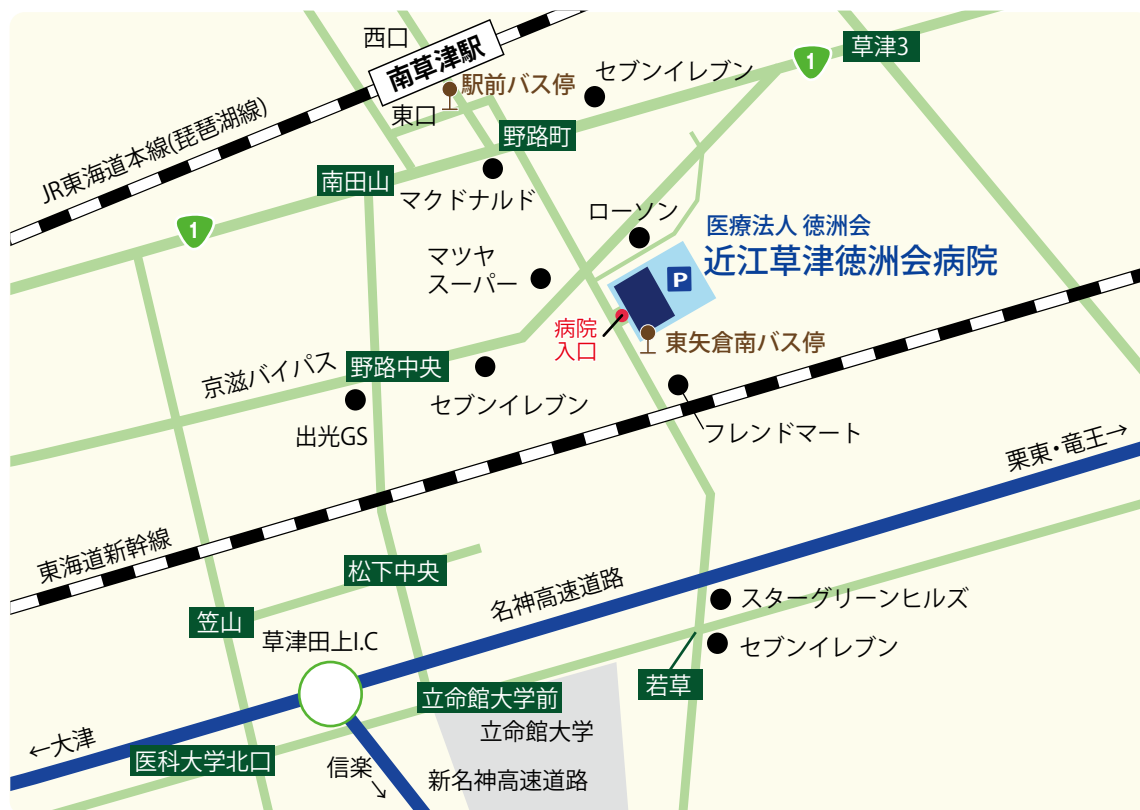 西口
南草津駅
草津3
1
セブンイレブン
駅前バス停
東口
JR東海道本線(琵琶湖線)
野路町
南田山
マクドナルド
1
ローソン
医療法人 徳洲会
近江草津徳洲会病院
マツヤ
スーパー
P
病院
入口
東矢倉南バス停
京滋バイパス
野路中央
セブンイレブン
出光GS
フレンドマート
栗東・竜王→
東海道新幹線
松下中央
名神高速道路
スターグリーンヒルズ
笠山
草津田上I.C
セブンイレブン
若草
立命館大学前
立命館大学
←大津
医科大学北口
信楽
→
新名神高速道路